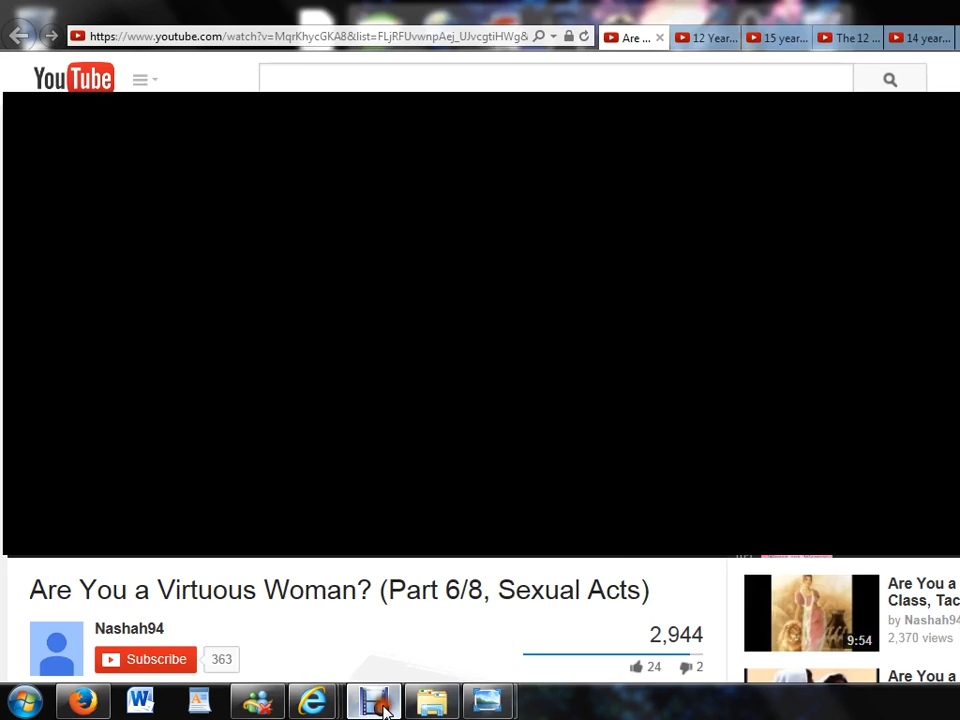 https://www.youtube.com/watch?v=MqrKhycGKA8&list=FLjRFUvwnpAej_UJvcgtiHWg&
Are ...
12 Year...
15 year...
The 12 ...
14 year...
YouTube
Are You a Virtuous Woman? (Part 6/8, Sexual Acts)
Nashah94
Subscribe 363
2,944
24 2
9:54
Are You a
Class, Tac
by Nashah94
2,370 views
Are You a